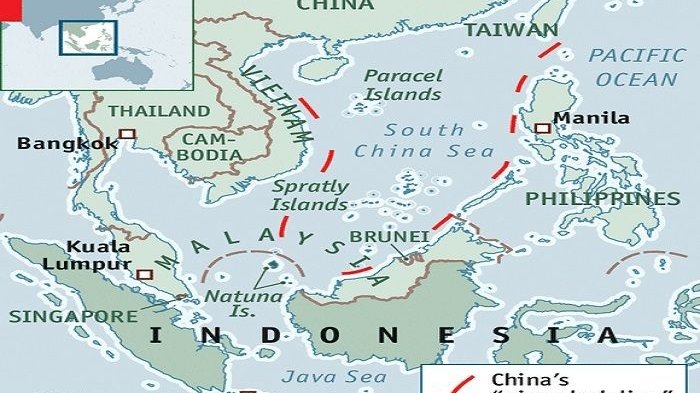 CHINA
TAIWAN
PACIFIC
OCEAN
Paracel
Islands
VIETNAM
THAILAND
Manila
South
China Sea
Bangkok
CAM-
BODIA
Spratly
Islands
PHILIPPINES
MALAYSIA
BRUNEI
Kuala
Lumpur
Natuna
Is.
SINGAPORE
INDONESIA
Java Sea
China's